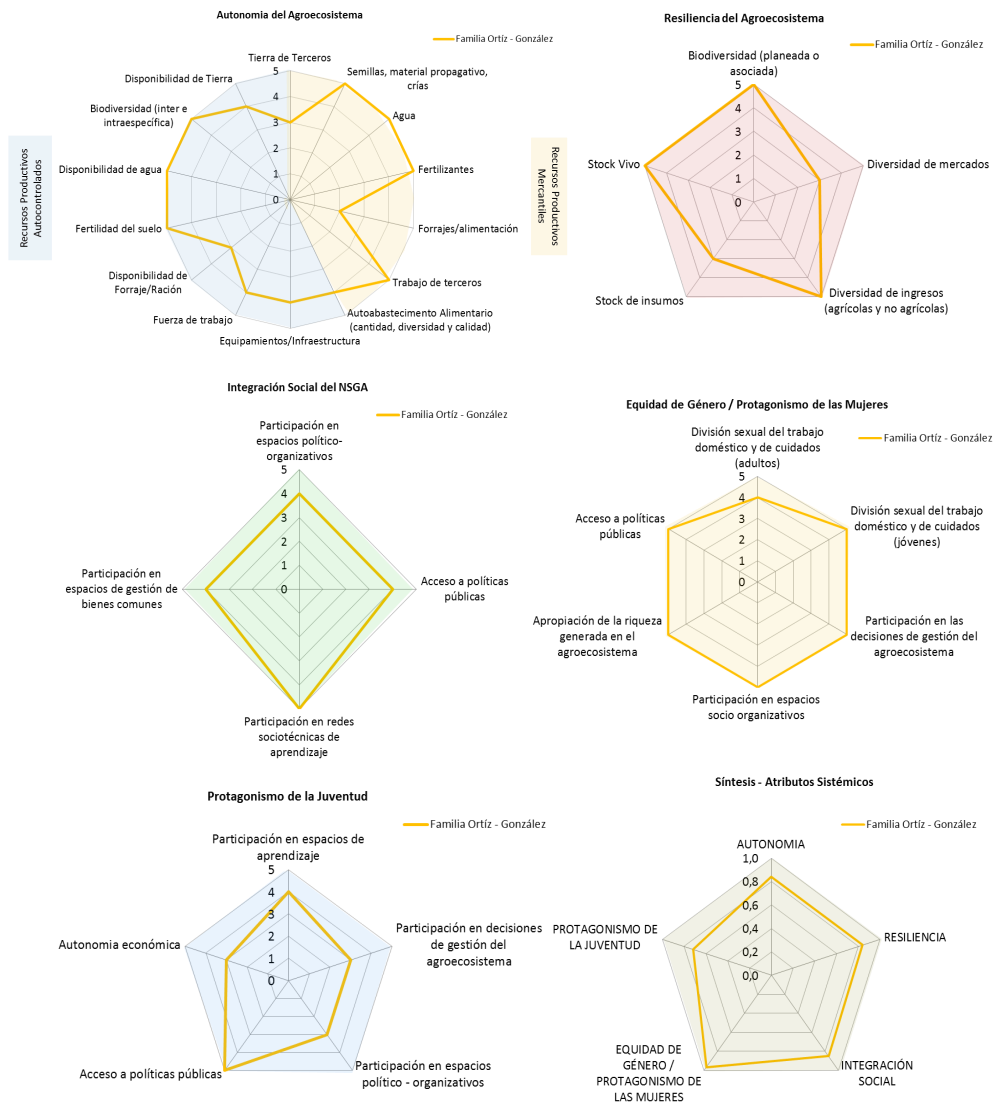 Autonomia del Agroecosistema
Familia Ortíz - González
Tierra de Terceros
Semillas, material propagativo,
crías
Agua
Fertilizantes
Forrajes/alimentación
Trabajo de terceros
Autoabastecimento Alimentario
(cantidad, diversidad y calidad)
Equipamientos/Infraestructura
Fuerza de trabajo
Disponibilidad de
Forraje/Ración
Fertilidad del suelo
Disponibilidad de agua
Biodiversidad (inter e
intraespecífica)
Disponibilidad de Tierra
5
4
3
2
1
0
Recursos Productivos
Autocontrolados
Recursos Productivos
Mercantiles
Resiliencia del Agroecosistema
Familia Ortíz - González
Biodiversidad (planeada o
asociada)
Diversidad de mercados
Diversidad de ingresos
(agrícolas y no agrícolas)
Stock de insumos
Stock Vivo
5
4
3
2
1
0
Integración Social del NSGA
Familia Ortíz - González
Participación en
espacios político-
organizativos
Acceso a políticas
públicas
Participación en redes
sociotécnicas de
aprendizaje
Participación en
espacios de gestión de
bienes comunes
5
4
3
2
1
0
Equidad de Género / Protagonismo de las Mujeres
Familia Ortíz - González
División sexual del trabajo
doméstico y de cuidados
(adultos)
División sexual del trabajo
doméstico y de cuidados
(jóvenes)
Participación en las
decisiones de gestión del
agroecosistema
Participación en espacios
socio organizativos
Apropiación de la riqueza
generada en el
agroecosistema
Acceso a políticas
públicas
5
4
3
2
1
0
Protagonismo de la Juventud
Familia Ortíz - González
Participación en espacios de
aprendizaje
Participación en decisiones
de gestión del
agroecosistema
Participación en espacios
político - organizativos
Acceso a políticas públicas
Autonomia económica
5
4
3
2
1
0
Síntesis - Atributos Sistémicos
Familia Ortíz - González
AUTONOMIA
RESILIENCIA
INTEGRACIÓN
SOCIAL
EQUIDAD DE
GÉNERO /
PROTAGONISMO DE
LAS MUJERES
PROTAGONISMO DE
LA JUVENTUD
1,0
0,8
0,6
0,4
0,2
0,0